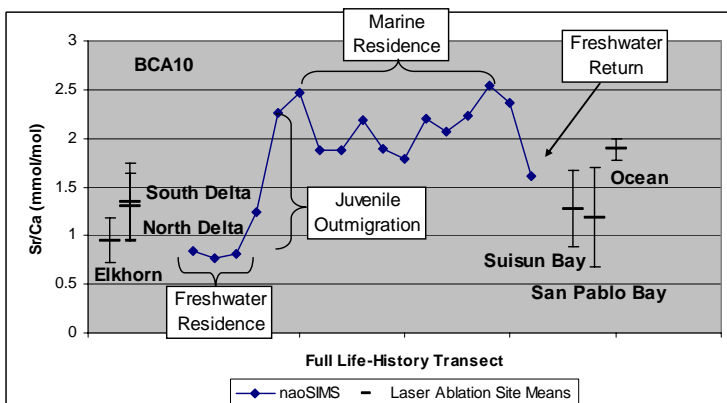 Marine
Residence
Freshwater
Return
BCA10
3
2.5
2
1.5
1
0.5
0
Sr/Ca (mmol/mol)
South Delta
North Delta
Elkhorn
Juvenile
Outmigration
Freshwater
Residence
Ocean
Suisun Bay
San Pablo Bay
Full Life-History Transect
naoSIMS
Laser Ablation Site Means